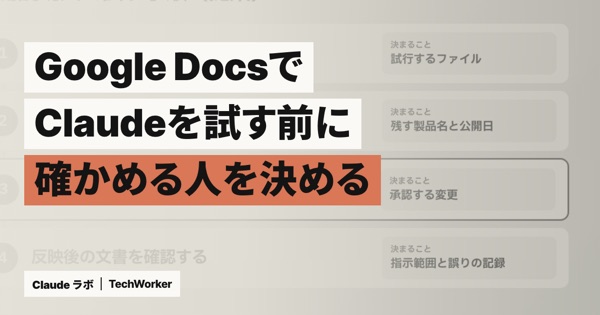 Google Docsで
Claudeを試す前に
確かめる人を決める
決まること
試行するファイル
決まること
残す製品名と公開日
決まること
承認する変更
4
反映後の文書を確認する
決まること
指示範囲と誤りの記録
Claude ラボ | TechWorker